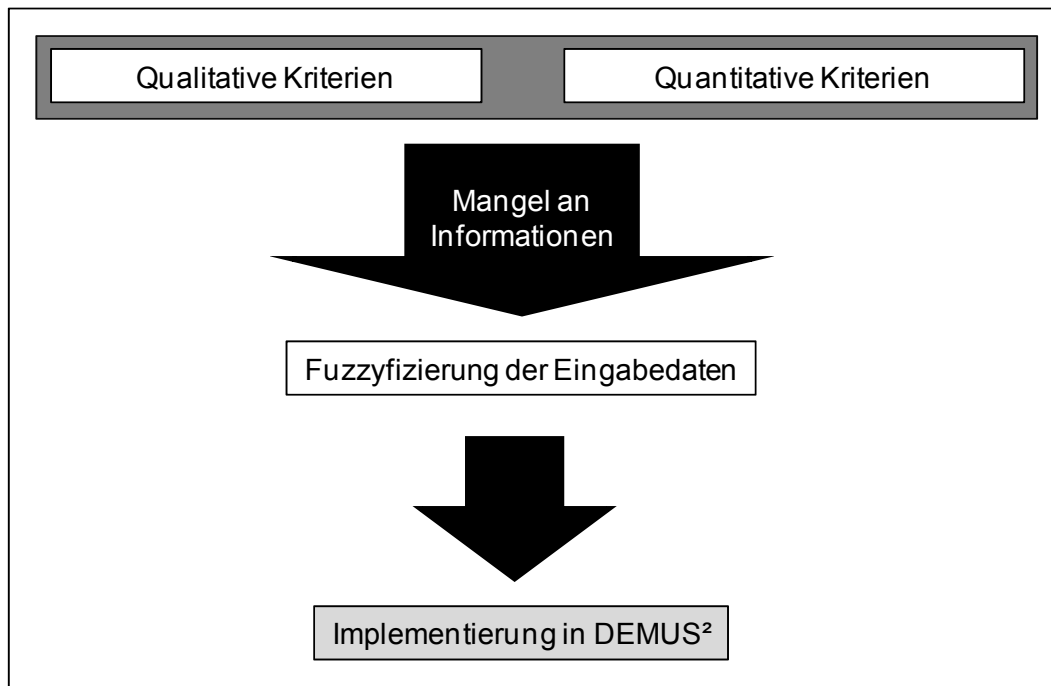 Qualitative Kriterien
Quantitative Kriterien
Mangel an
Informationen
Fuzzyfizierung der Eingabedaten
Implementierung in DEMUS²